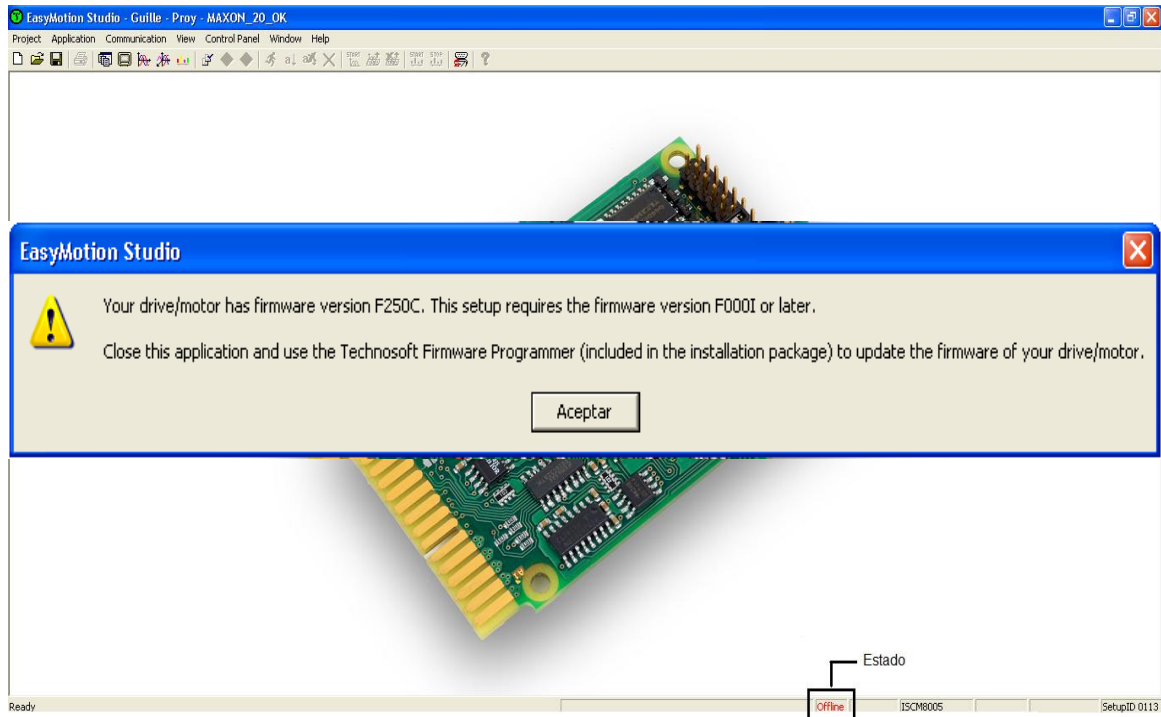 EasyMotion Studio - Guille - Proy - MAXON_20_OK
Project Application Communication View Control Panel Window Help
EasyMotion Studio
Your drive/motor has firmware version F250C. This setup requires the firmware version F000I or later.
Close this application and use the Technosoft Firmware Programmer (included in the installation package) to update the firmware of your drive/motor.
Aceptar
Estado
Ready Offline ISCM8005 SetupID 0113